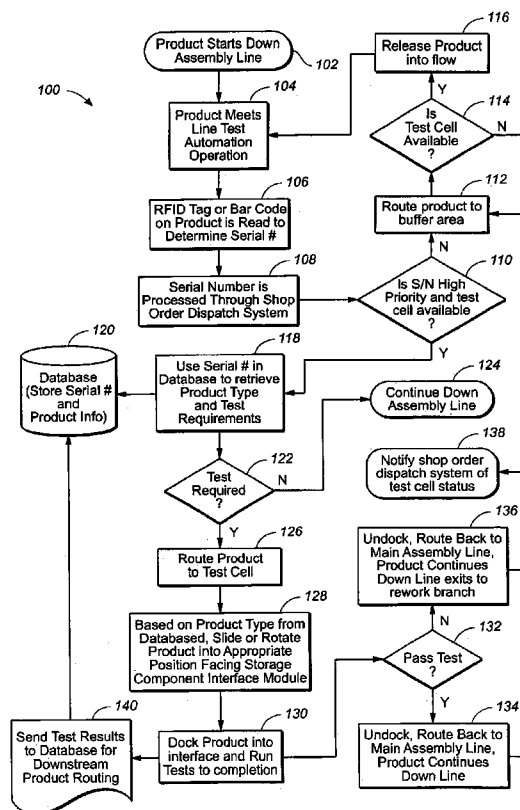 100
Product Starts Down
Assembly Line
102
104
Product Meets
Line Test
Automation
Operation
106
RFID Tag or Bar Code
on Product is Read to
Determine Serial #
108
Serial Number is
Processed Through Shop
Order Dispatch System
110
Is S/N High
Priority and test
cell available
?
N
Y
112
Route product to
buffer area
114
Is
Test Cell
Available
?
Y
N
116
Release Product
into flow
118
Use Serial # in
Database to retrieve
Product Type
and Test
Requirements
120
Database
(Store Serial #
and
Product Info)
122
Test
Required
?
N
Y
124
Continue Down
Assembly Line
126
Route Product
to Test Cell
128
Based on Product Type from
Databased, Slide or Rotate
Product into Appropriate
Position Facing Storage
Component Interface Module
130
Dock Product into
interface and Run
Tests to completion
132
Pass Test
?
N
Y
134
Undock, Route Back to
Main Assembly Line,
Product Continues
Down Line
136
Undock, Route Back to
Main Assembly Line,
Product Continues
Down Line exits to
rework branch
138
Notify shop order
dispatch system of
test cell status
140
Send Test Results
to Database for
Downstream
Product Routing